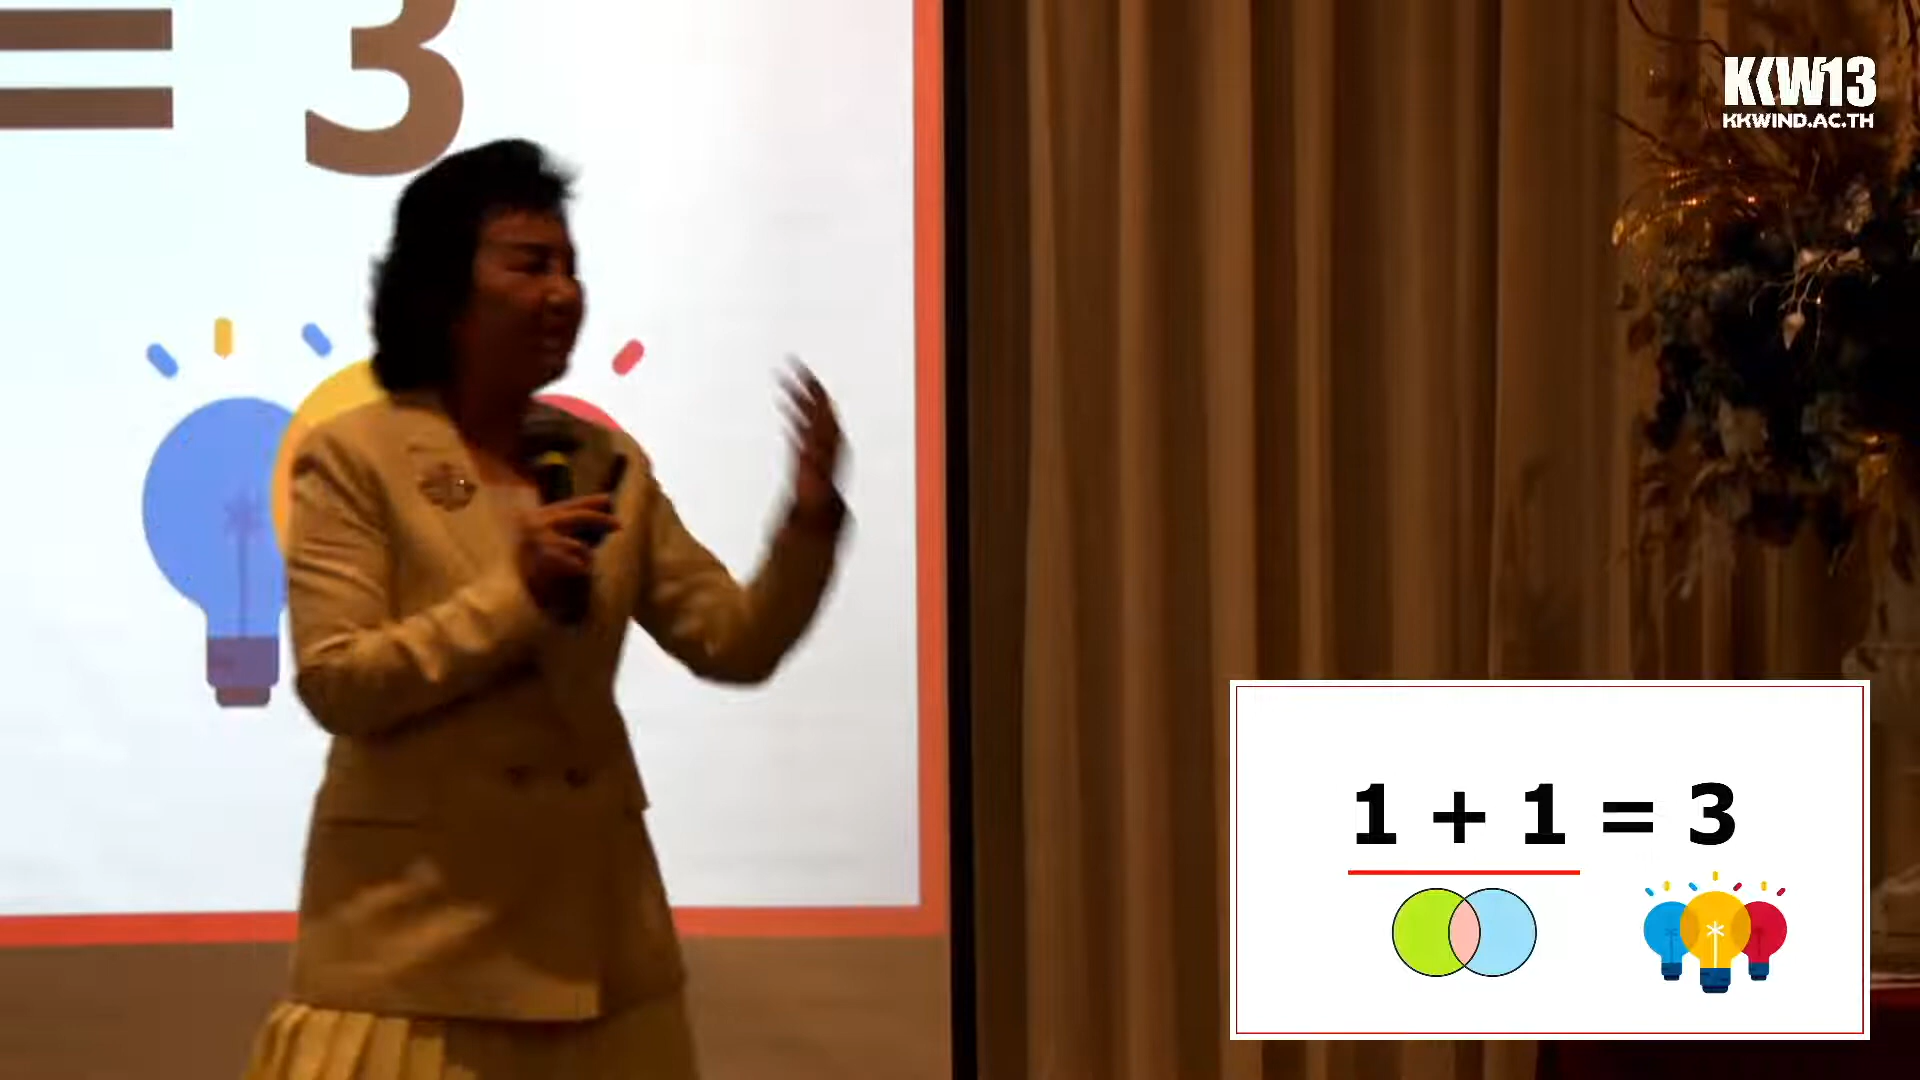 = 3
KKW13
KKWIND.AC.TH
1 + 1 = 3